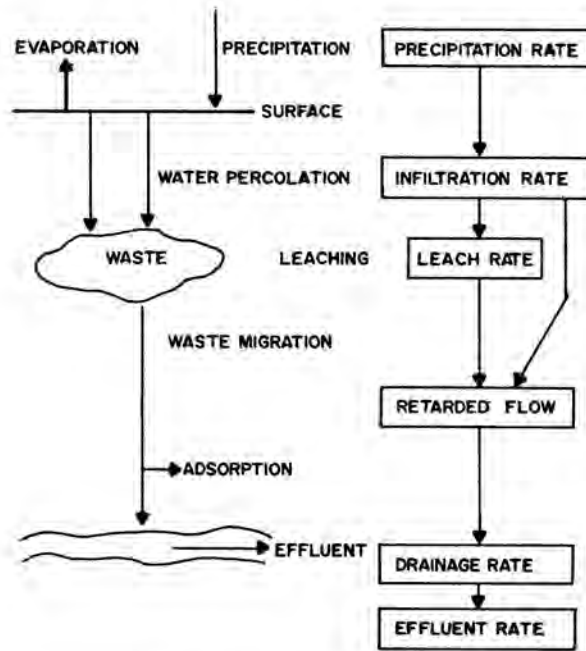 EVAPORATION
PRECIPITATION
PRECIPITATION RATE
SURFACE
WATER PERCOLATION
INFILTRATION RATE
WASTE
LEACHING
LEACH RATE
WASTE MIGRATION
RETARDED FLOW
ADSORPTION
EFFLUENT
DRAINAGE RATE
EFFLUENT RATE